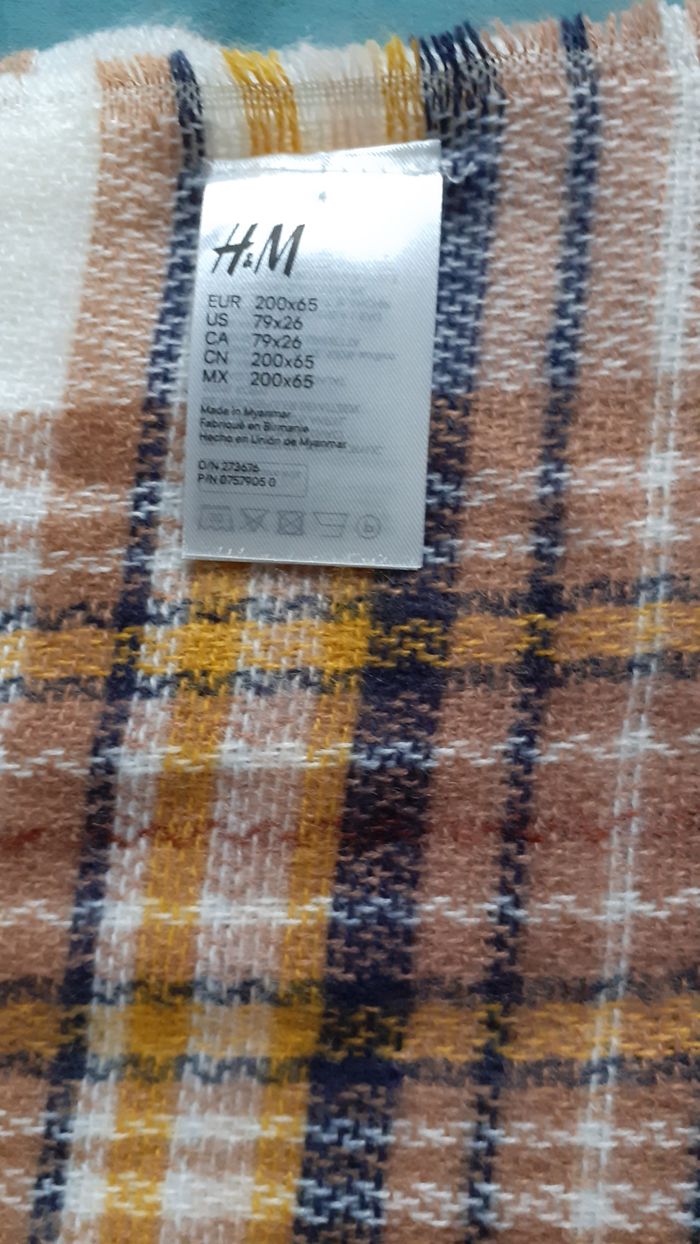 H&M
EUR 200x65
US 79x26
CA 79x26
CN 200x65
MX 200x65
Made in Myanmar
Fabriqué en Birmanie
Hecho en Unión de Myanmar
O/N 273676
P/N 0757905 0